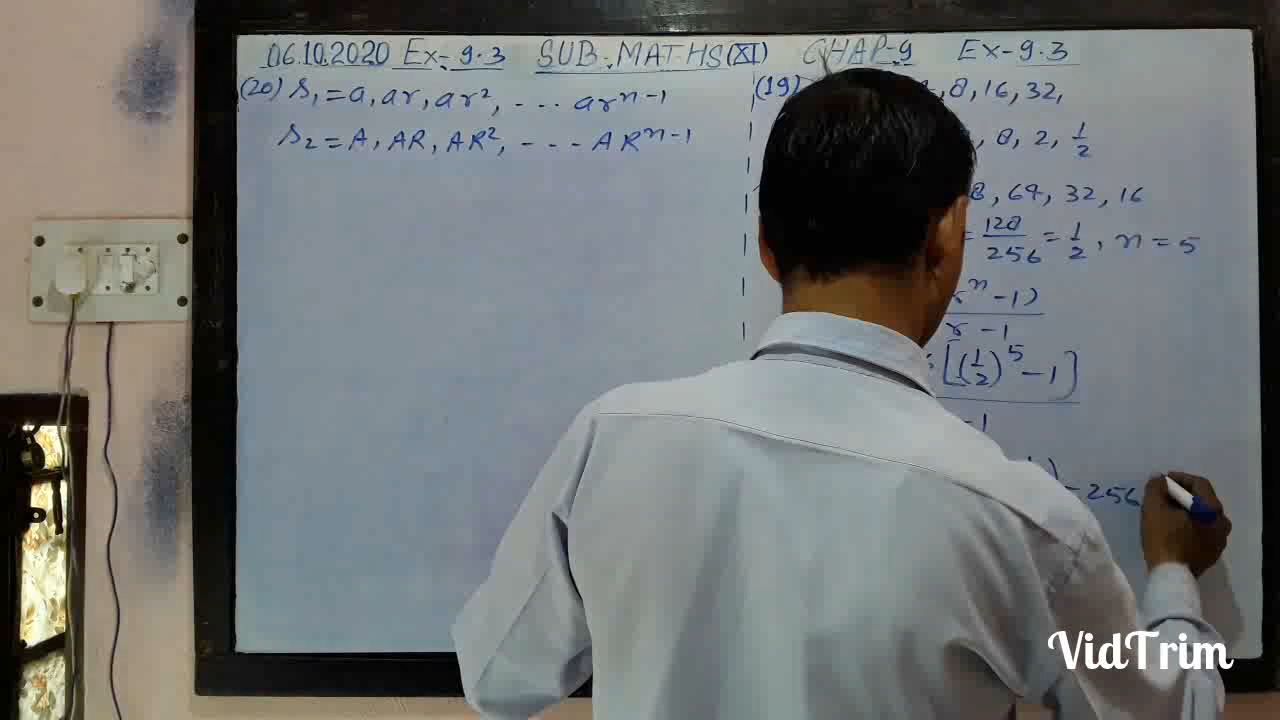 06.10.2020 Ex-9.3 SUB:-MATHS(XI) CHAP-9 Ex-9.3
(20) S₁ = a, ar, ar², ---- arⁿ⁻¹
S₂ = A, AR, AR², ---- ARⁿ⁻¹
(19) , 8, 16, 32,
, 8, 2, 1/2
8, 64, 32, 16
= 128/256 = 1/2, n = 5
rⁿ - 1)
r - 1
[(1/2)⁵ - 1]
- 1
) - 256
VidTrim